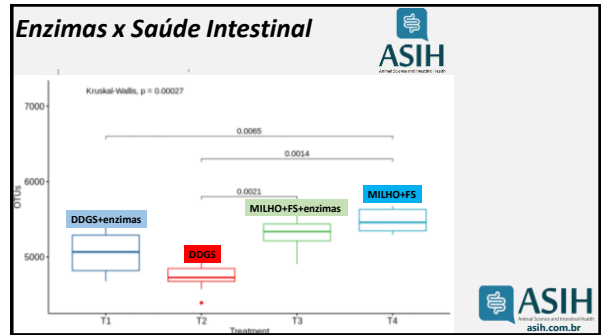 Enzimas x Saúde Intestinal
ASIH
Animal Science and Intestinal Health
Kruskal-Wallis, p = 0.00027
7000
0.0065
0.0014
6000
0.0021
MILHO+FS
MILHO+FS+enzimas
DDGS+enzimas
DDGS
OTUs
5000
T1 T2 T3 T4
Treatment
ASIH
Animal Science and Intestinal Health
asih.com.br